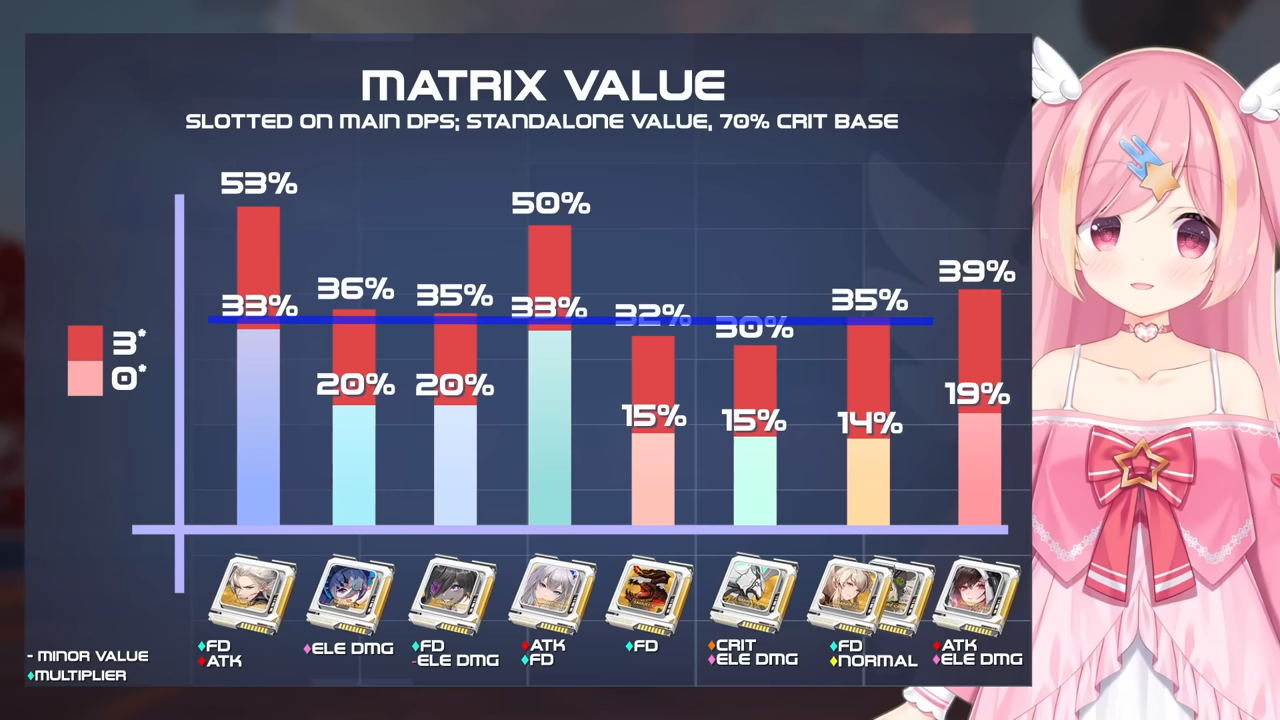 MATRIX VALUE
SLOTTED ON MAIN DPS; STANDALONE VALUE, 70% CRIT BASE
53%
50%
39%
36%
35%
35%
33%
33%
32%
30%
3*
0*
20%
20%
15%
15%
14%
19%
FD
ATK
ELE DMG
FD
-ELE DMG
ATK
FD
FD
CRIT
ELE DMG
FD
NORMAL
ATK
ELE DMG
- MINOR VALUE
MULTIPLIER